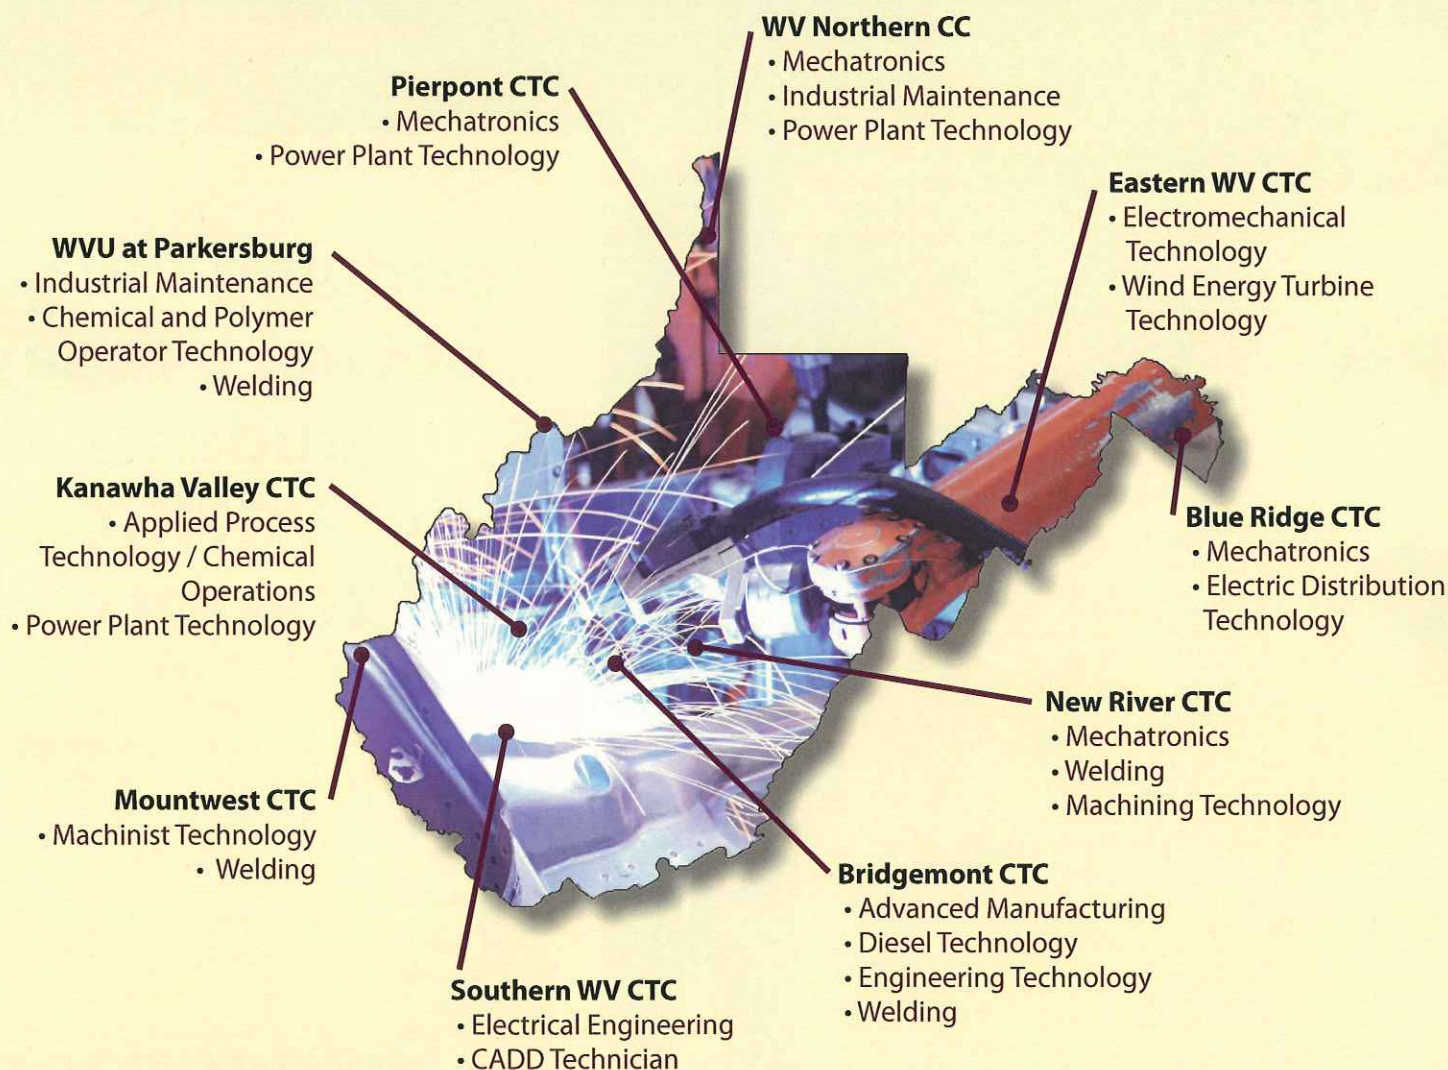 WV Northern CC
• Mechatronics
• Industrial Maintenance
• Power Plant Technology
Pierpont CTC
• Mechatronics
• Power Plant Technology
Eastern WV CTC
• Electromechanical
Technology
• Wind Energy Turbine
Technology
WVU at Parkersburg
• Industrial Maintenance
• Chemical and Polymer
Operator Technology
• Welding
Kanawha Valley CTC
• Applied Process
Technology / Chemical
Operations
• Power Plant Technology
Blue Ridge CTC
• Mechatronics
• Electric Distribution
Technology
New River CTC
• Mechatronics
• Welding
• Machining Technology
Mountwest CTC
• Machinist Technology
• Welding
Bridgemont CTC
• Advanced Manufacturing
• Diesel Technology
• Engineering Technology
• Welding
Southern WV CTC
• Electrical Engineering
• CADD Technician